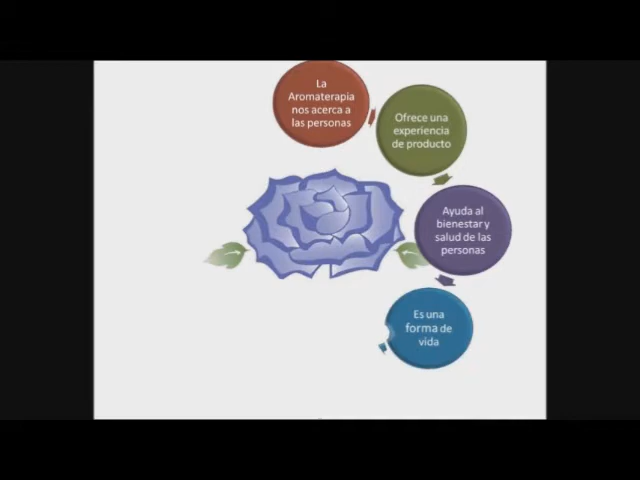 La
Aromaterapia
nos acerca a
las personas
Ofrece una
experiencia
de producto
Ayuda al
bienestar y
salud de las
personas
Es una
forma de
vida